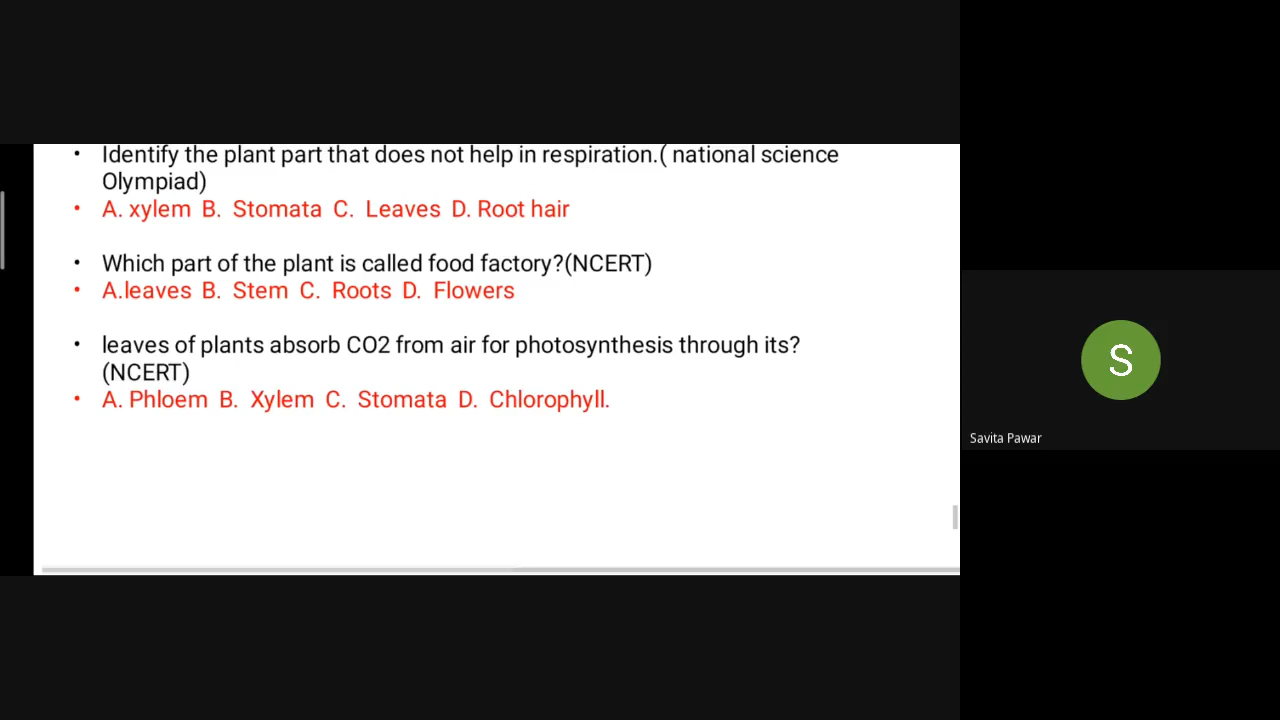 • Identify the plant part that does not help in respiration.( national science
Olympiad)
• A. xylem B. Stomata C. Leaves D. Root hair
• Which part of the plant is called food factory?(NCERT)
• A.leaves B. Stem C. Roots D. Flowers
• leaves of plants absorb CO2 from air for photosynthesis through its?
(NCERT)
• A. Phloem B. Xylem C. Stomata D. Chlorophyll.
S
Savita Pawar